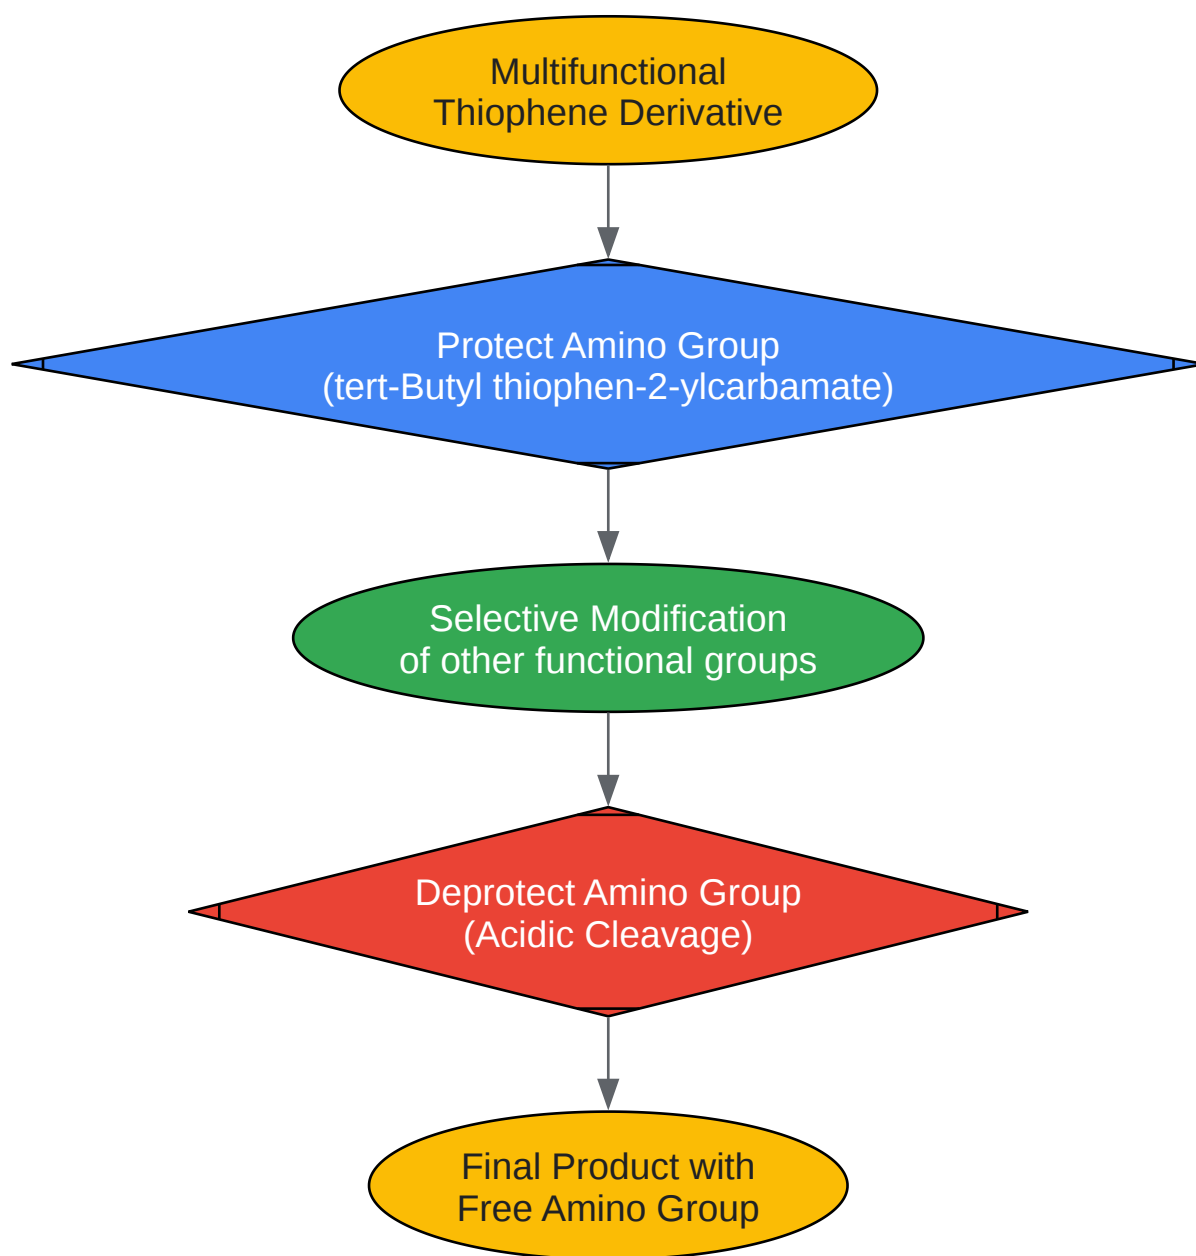 Multifunctional
Thiophene Derivative
Protect Amino Group
(tert-Butyl thiophen-2-ylcarbamate)
Selective Modification
of other functional groups
Deprotect Amino Group
(Acidic Cleavage)
Final Product with
Free Amino Group